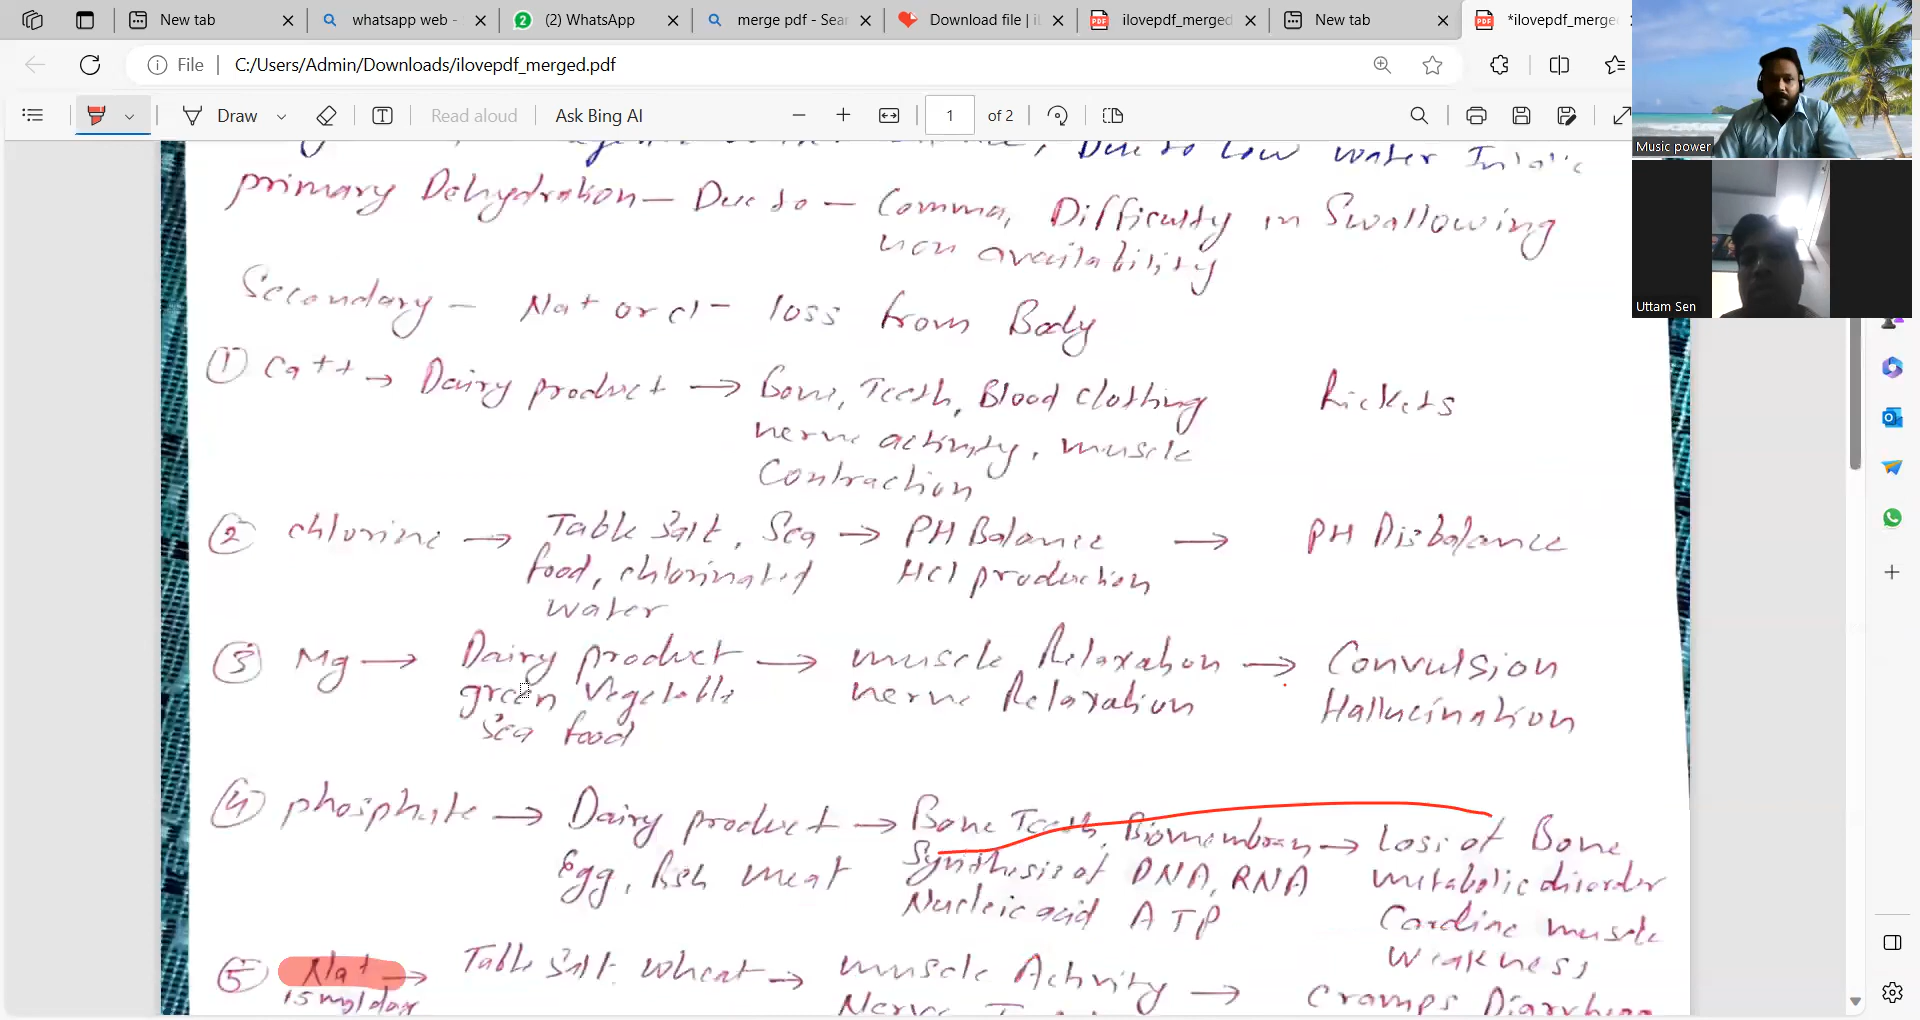 New tab
whatsapp web -
(2) WhatsApp
merge pdf - Sear
Download file | iL
ilovepdf_merged
New tab
*ilovepdf_merge
File
C:/Users/Admin/Downloads/ilovepdf_merged.pdf
Draw
Read aloud
Ask Bing AI
1 of 2
Music power
Uttam Sen
Due to Low water
primary Dehydration — Due to — Comma, Difficulty in Swallowing
non availability
Secondary — Na+ or cl- loss from Body
① Ca++ → Dairy product → Bone, Teeth, Blood clothing Rickets
nerve activity, muscle
Contraction
② chlorine → Table Salt, Sea → PH Balance → PH Disbalance
food, chlorinated HCl production
water
③ Mg → Dairy product → muscle Relaxation → Convulsion
green Vegetable nerve Relaxation Hallucination
Sea food
④ phosphate → Dairy product → Bone Teeth, Biomembran → Loss of Bone
Egg, fish meat Synthesis of DNA, RNA metabolic disorder
Nucleic acid ATP Cardiac muscle
Weakness
⑤ Na+ → Table Salt. Wheat → muscle Activity → Cramps Diarrhoea
15 mg/day Nerve